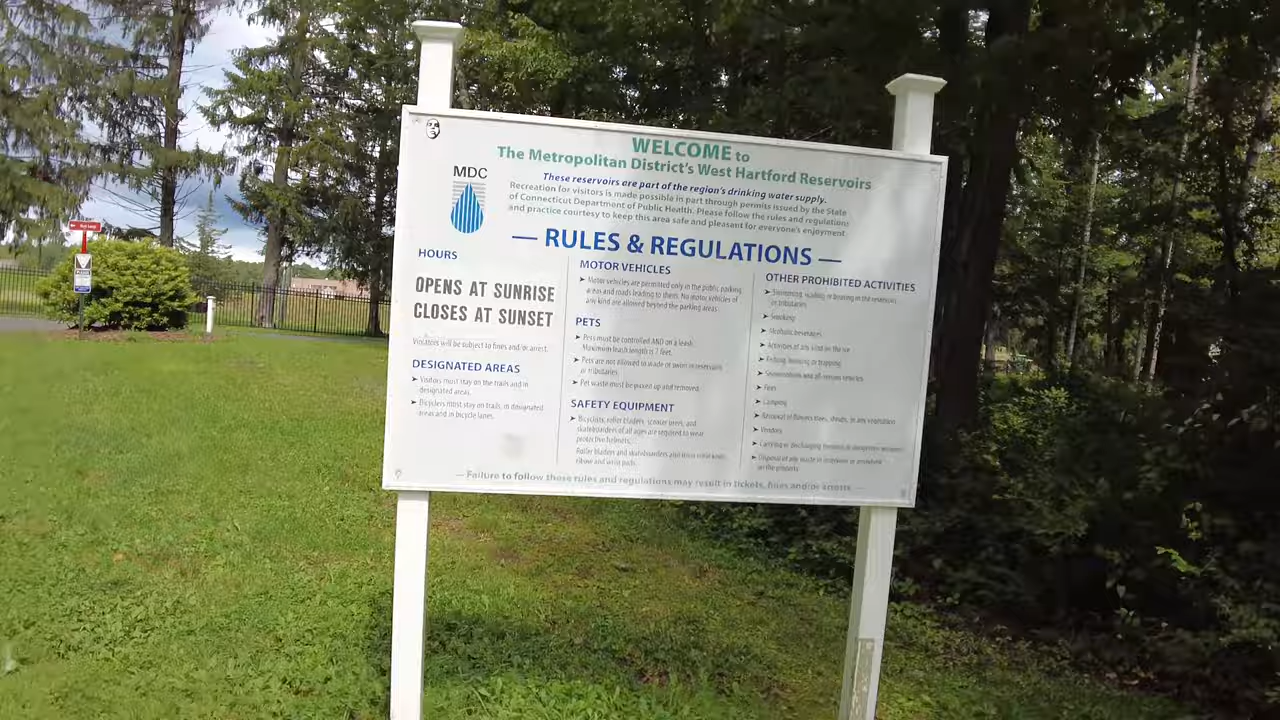 WELCOME to
The Metropolitan District's West Hartford Reservoirs
MDC
These reservoirs are part of the region's drinking water supply.
Recreation for visitors is made possible in part through permits issued by the State
of Connecticut Department of Public Health. Please follow the rules and regulations
and practice courtesy to keep this area safe and pleasant for everyone's enjoyment.
— RULES & REGULATIONS —
HOURS
OPENS AT SUNRISE
CLOSES AT SUNSET
Violators will be subject to fines and/or arrest.
DESIGNATED AREAS
➤ Visitors must stay on the trails and in
designated areas.
➤ Bicyclers must stay on trails, in designated
areas and in bicycle lanes.
MOTOR VEHICLES
➤ Motor vehicles are permitted only in the public parking
areas and roads leading to them. No motor vehicles of
any kind are allowed beyond the parking areas.
PETS
➤ Pets must be controlled AND on a leash.
Maximum leash length is 7 feet.
➤ Pets are not allowed to wade or swim in reservoirs
or tributaries.
➤ Pet waste must be picked up and removed.
SAFETY EQUIPMENT
➤ Bicyclists, roller bladers, scooter users, and
skateboarders of all ages are required to wear
protective helmets.
Roller bladers and skateboarders also must wear knee,
elbow and wrist pads.
OTHER PROHIBITED ACTIVITIES
➤ Swimming, wading or boating in the reservoirs
or tributaries
➤ Smoking
➤ Alcoholic beverages
➤ Activities of any kind on the ice
➤ Fishing, hunting or trapping
➤ Snowmobiles and all-terrain vehicles
➤ Fires
➤ Camping
➤ Removal of flowers, trees, shrubs, or any vegetation
➤ Vendors
➤ Carrying or discharging firearms or dangerous weapons
➤ Disposal of any waste in reservoirs or anywhere
on the property
— Failure to follow these rules and regulations may result in tickets, fines and/or arrests. —